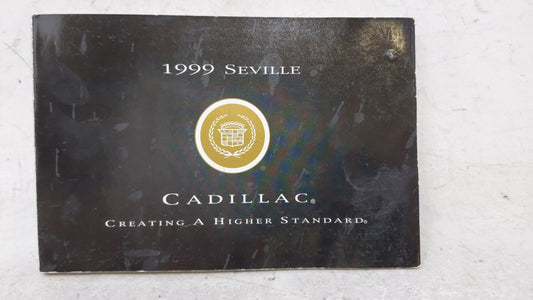 1999 SEVILLE
CADILLAC®
CREATING A HIGHER STANDARD®